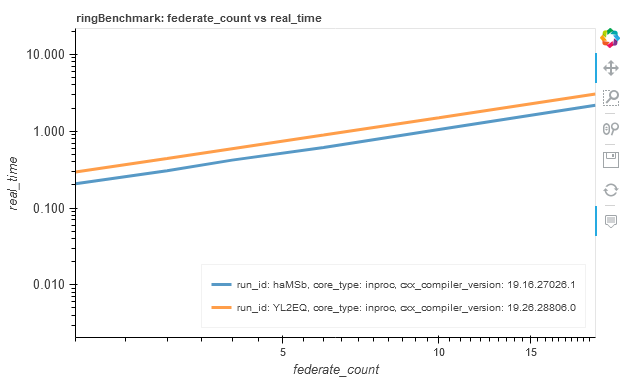 ringBenchmark: federate_count vs real_time
10.000
1.000
0.100
0.010
real_time
run_id: haMSb, core_type: inproc, cxx_compiler_version: 19.16.27026.1
run_id: YL2EQ, core_type: inproc, cxx_compiler_version: 19.26.28806.0
5
10
15
federate_count